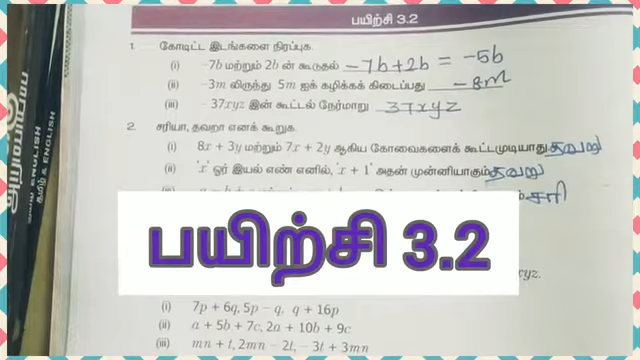 பயிற்சி 3.2
1. கோடிட்ட இடங்களை நிரப்புக.
(i) −7b மற்றும் 2b ன் கூடுதல் −7b+2b = −5b
(ii) −3m லிருந்து 5m ஐக் கழிக்கக் கிடைப்பது −8m
(iii) −37xyz இன் கூட்டல் நேர்மாறு 37xyz
2. சரியா, தவறா எனக் கூறுக.
(i) 8x + 3y மற்றும் 7x + 2y ஆகிய கோவைகளைக் கூட்டமுடியாது தவறு
(ii) 'x' ஓர் இயல் எண் எனில், 'x + 1' அதன் முன்னியாகும் தவறு
சரி
பயிற்சி 3.2
xyz.
(i) 7p + 6q, 5p − q, q + 16p
(ii) a + 5b + 7c, 2a + 10b + 9c
(iii) mn + t, 2mn − 2t, −3t + 3mn
தமிழ் & ENGLISH